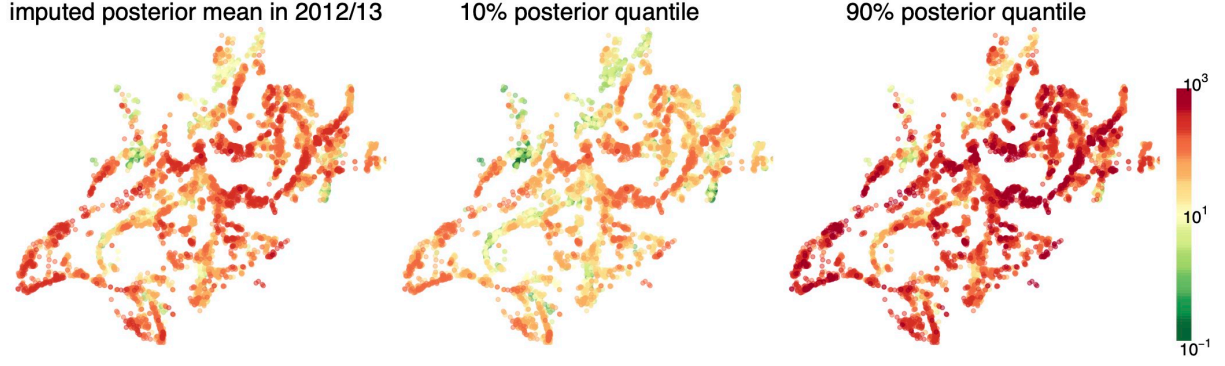 imputed posterior mean in 2012/13
10% posterior quantile
90% posterior quantile
10³
10¹
10⁻¹